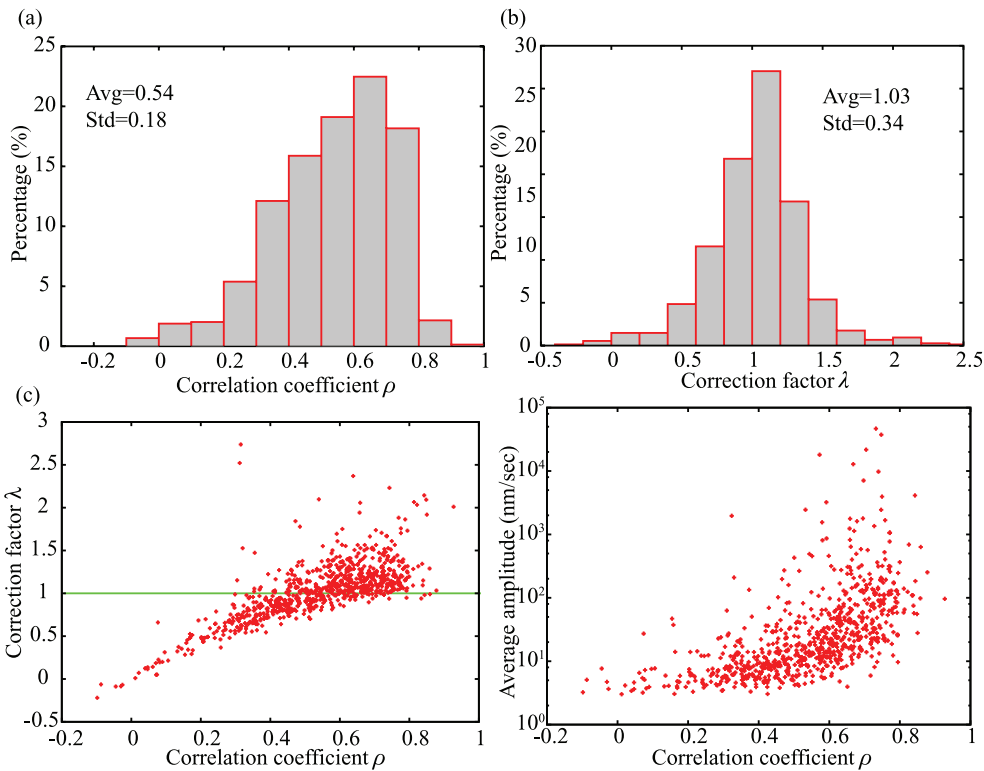 (a)
25
20
15
10
5
0
Percentage (%)
Avg=0.54
Std=0.18
-0.2 0 0.2 0.4 0.6 0.8 1
Correlation coefficient ρ
(b)
30
25
20
15
10
5
0
Percentage (%)
Avg=1.03
Std=0.34
-0.5 0 0.5 1 1.5 2 2.5
Correction factor λ
(c)
3
2.5
2
1.5
1
0.5
0
-0.5
Correction factor λ
-0.2 0 0.2 0.4 0.6 0.8 1
Correlation coefficient ρ
10⁵
10⁴
10³
10²
10¹
10⁰
Average amplitude (nm/sec)
-0.2 0 0.2 0.4 0.6 0.8 1
Correlation coefficient ρ